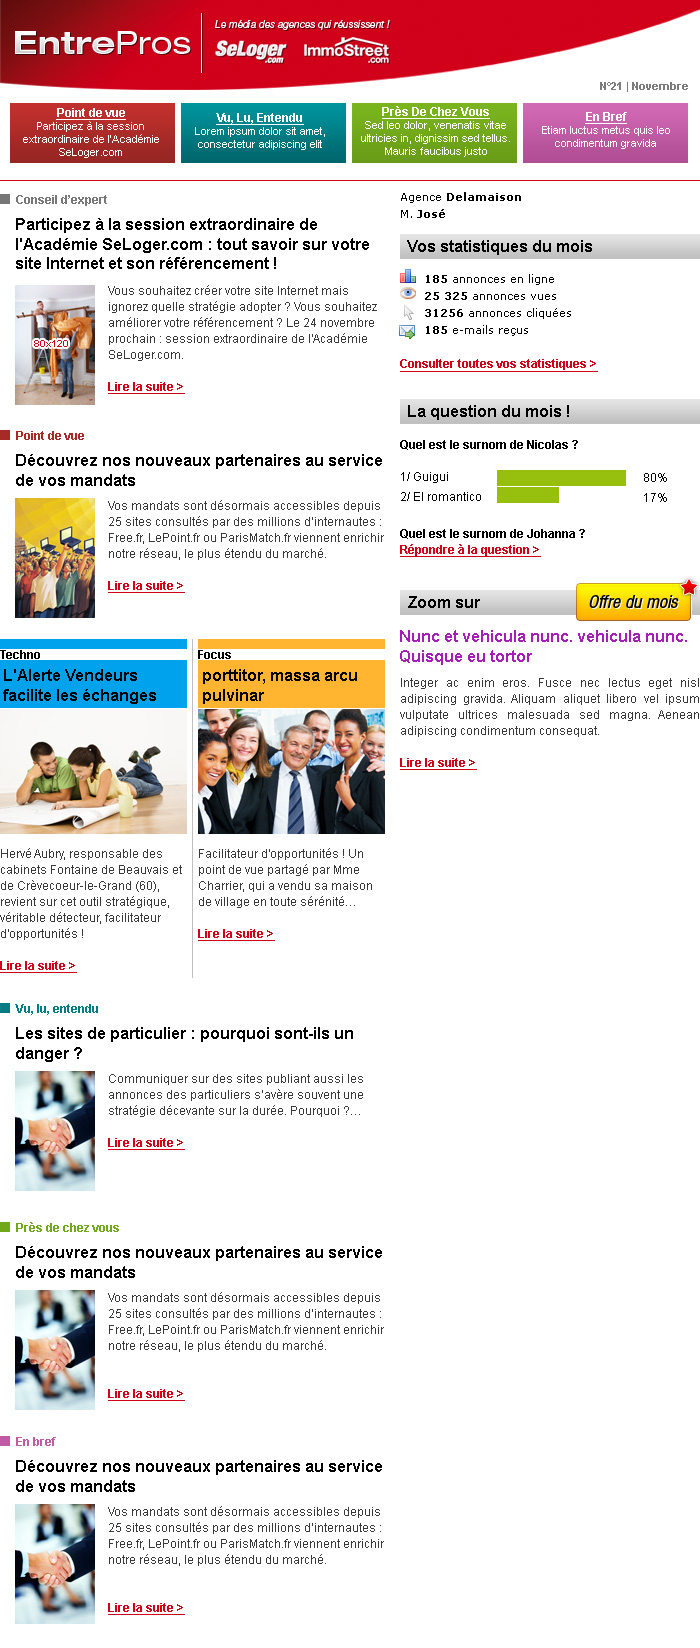 EntrePros
Le média des agences qui réussissent !
SeLoger.com
ImmoStreet.com
N°21 | Novembre
Point de vue
Participez à la session
extraordinaire de l'Académie
SeLoger.com
Vu, Lu, Entendu
Lorem ipsum dolor sit amet,
consectetur adipiscing elit
Près De Chez Vous
Sed leo dolor, venenatis vitae
ultricies in, dignissim sed tellus.
Mauris faucibus justo
En Bref
Etiam luctus metus quis leo
condimentum gravida
Conseil d'expert
Participez à la session extraordinaire de
l'Académie SeLoger.com : tout savoir sur votre
site Internet et son référencement !
80x120
Vous souhaitez créer votre site Internet mais
ignorez quelle stratégie adopter ? Vous souhaitez
améliorer votre référencement ? Le 24 novembre
prochain : session extraordinaire de l'Académie
SeLoger.com.
Lire la suite >
Point de vue
Découvrez nos nouveaux partenaires au service
de vos mandats
Vos mandats sont désormais accessibles depuis
25 sites consultés par des millions d'internautes :
Free.fr, LePoint.fr ou ParisMatch.fr viennent enrichir
notre réseau, le plus étendu du marché.
Lire la suite >
Techno
L'Alerte Vendeurs
facilite les échanges
Hervé Aubry, responsable des
cabinets Fontaine de Beauvais et
de Crèvecoeur-le-Grand (60),
revient sur cet outil stratégique,
véritable détecteur, facilitateur
d'opportunités !
Lire la suite >
Focus
porttitor, massa arcu
pulvinar
Facilitateur d'opportunités ! Un
point de vue partagé par Mme
Charrier, qui a vendu sa maison
de village en toute sérénité…
Lire la suite >
Vu, lu, entendu
Les sites de particulier : pourquoi sont-ils un
danger ?
Communiquer sur des sites publiant aussi les
annonces des particuliers s'avère souvent une
stratégie décevante sur la durée. Pourquoi ?…
Lire la suite >
Près de chez vous
Découvrez nos nouveaux partenaires au service
de vos mandats
Vos mandats sont désormais accessibles depuis
25 sites consultés par des millions d'internautes :
Free.fr, LePoint.fr ou ParisMatch.fr viennent enrichir
notre réseau, le plus étendu du marché.
Lire la suite >
En bref
Découvrez nos nouveaux partenaires au service
de vos mandats
Vos mandats sont désormais accessibles depuis
25 sites consultés par des millions d'internautes :
Free.fr, LePoint.fr ou ParisMatch.fr viennent enrichir
notre réseau, le plus étendu du marché.
Lire la suite >
Agence Delamaison
M. José
Vos statistiques du mois
185 annonces en ligne
25 325 annonces vues
31256 annonces cliquées
185 e-mails reçus
Consulter toutes vos statistiques >
La question du mois !
Quel est le surnom de Nicolas ?
1/ Guigui 80%
2/ El romantico 17%
Quel est le surnom de Johanna ?
Répondre à la question >
Zoom sur
Offre du mois
Nunc et vehicula nunc. vehicula nunc.
Quisque eu tortor
Integer ac enim eros. Fusce nec lectus eget nisl
adipiscing gravida. Aliquam aliquet libero vel ipsum
vulputate ultrices malesuada sed magna. Aenean
adipiscing condimentum consequat.
Lire la suite >